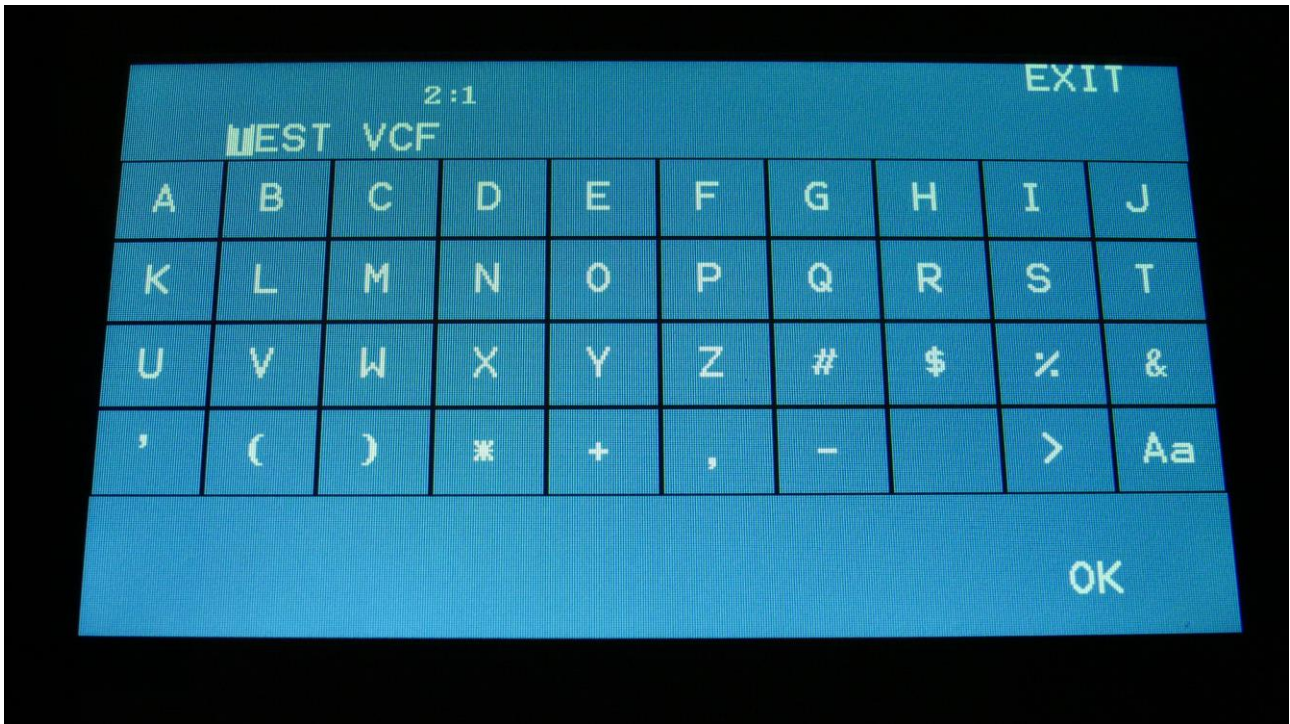 EXIT
2:1
TEST VCF
A B C D E F G H I J
K L M N O P Q R S T
U V W X Y Z # $ % &
' ( ) * + , - > Aa
OK